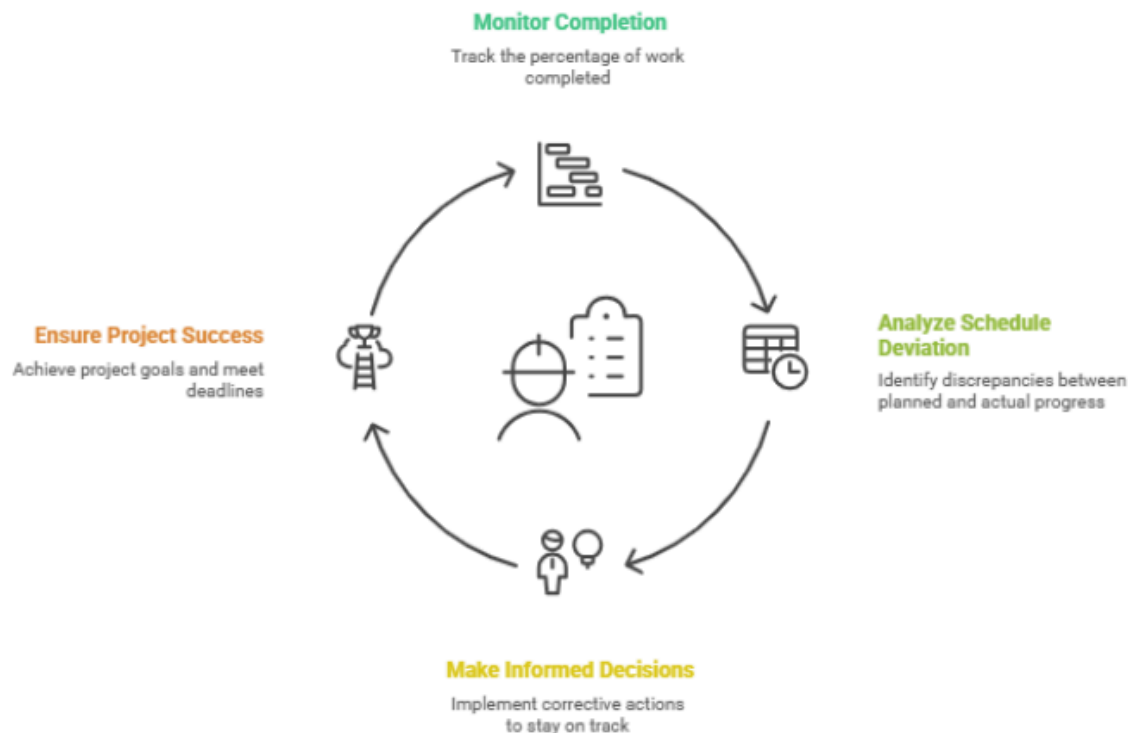 Monitor Completion
Track the percentage of work
completed
Ensure Project Success
Achieve project goals and meet
deadlines
Analyze Schedule
Deviation
Identify discrepancies between
planned and actual progress
Make Informed Decisions
Implement corrective actions
to stay on track